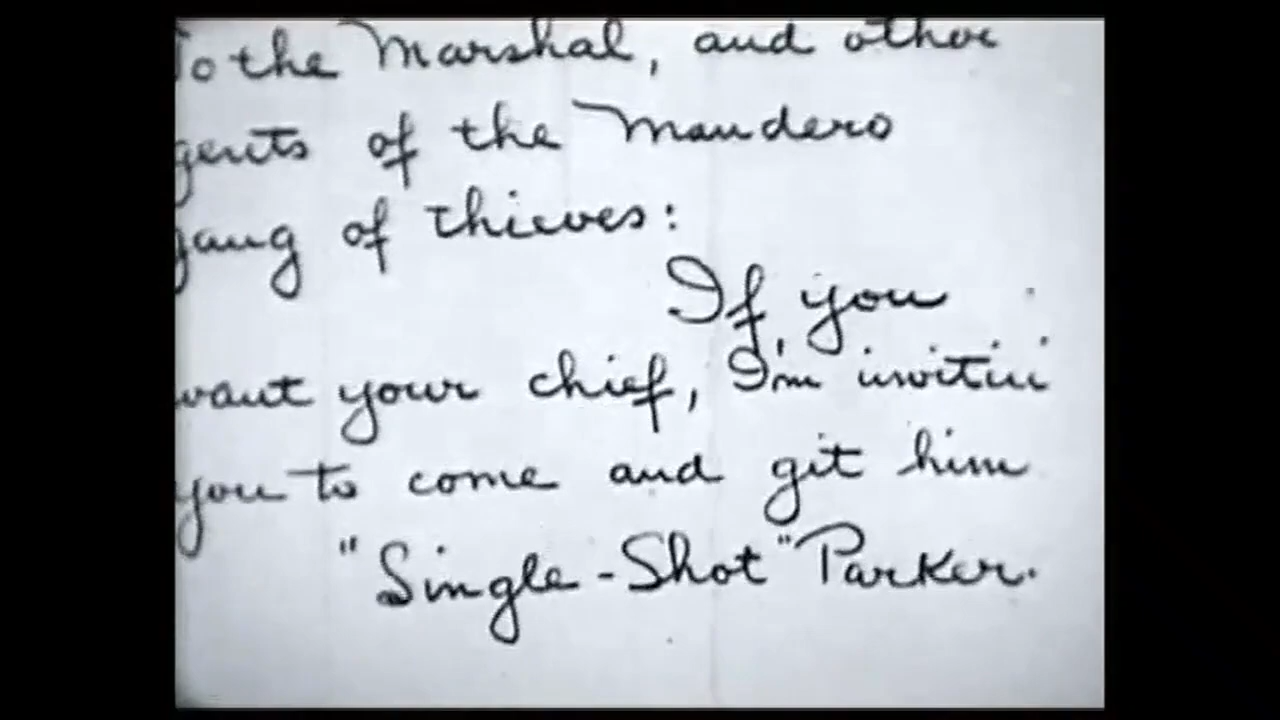 To the Marshal, and other
gents of the Mandero
gang of thieves:
If you
want your chief, I'm invitin'
you to come and git him
"Single-Shot" Parker.